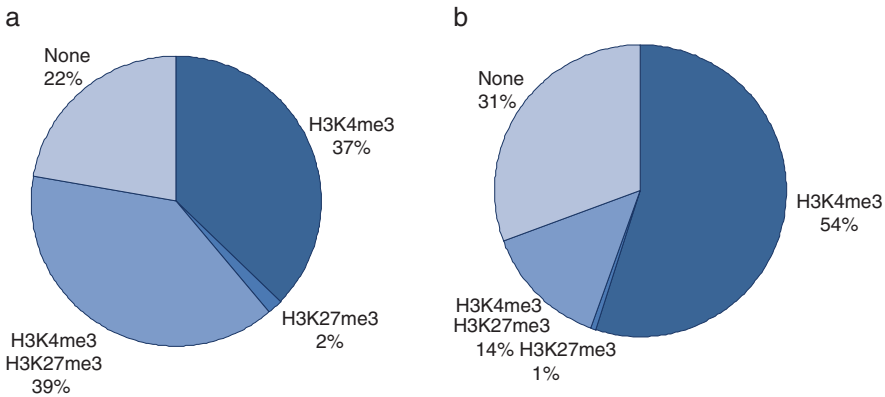 a
None
22%
H3K4me3
37%
H3K27me3
2%
H3K4me3
H3K27me3
39%
b
None
31%
H3K4me3
54%
H3K4me3
H3K27me3
14%
H3K27me3
1%